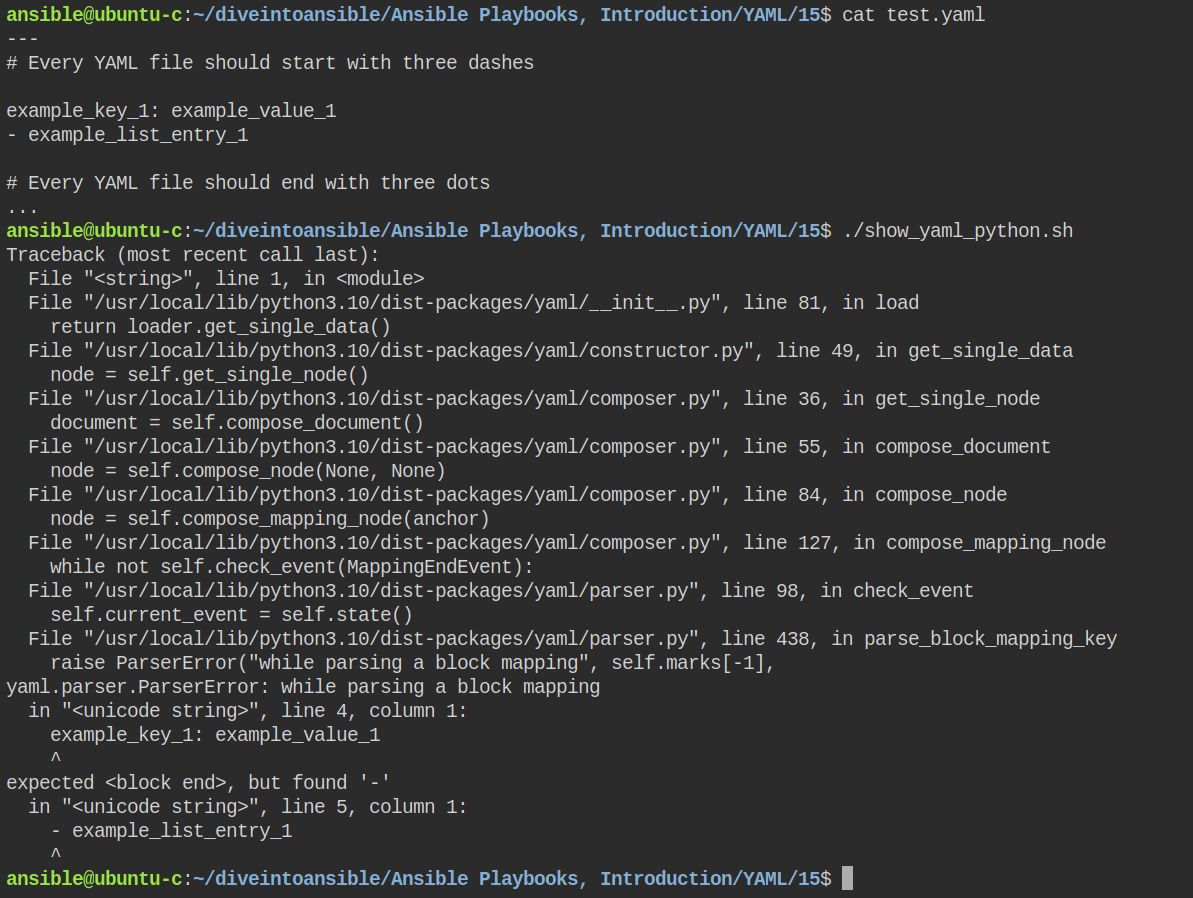 ansible@ubuntu-c:~/diveintoansible/Ansible Playbooks, Introduction/YAML/15$ cat test.yaml
---
# Every YAML file should start with three dashes

example_key_1: example_value_1
- example_list_entry_1

# Every YAML file should end with three dots
...
ansible@ubuntu-c:~/diveintoansible/Ansible Playbooks, Introduction/YAML/15$ ./show_yaml_python.sh
Traceback (most recent call last):
  File "<string>", line 1, in <module>
  File "/usr/local/lib/python3.10/dist-packages/yaml/__init__.py", line 81, in load
    return loader.get_single_data()
  File "/usr/local/lib/python3.10/dist-packages/yaml/constructor.py", line 49, in get_single_data
    node = self.get_single_node()
  File "/usr/local/lib/python3.10/dist-packages/yaml/composer.py", line 36, in get_single_node
    document = self.compose_document()
  File "/usr/local/lib/python3.10/dist-packages/yaml/composer.py", line 55, in compose_document
    node = self.compose_node(None, None)
  File "/usr/local/lib/python3.10/dist-packages/yaml/composer.py", line 84, in compose_node
    node = self.compose_mapping_node(anchor)
  File "/usr/local/lib/python3.10/dist-packages/yaml/composer.py", line 127, in compose_mapping_node
    while not self.check_event(MappingEndEvent):
  File "/usr/local/lib/python3.10/dist-packages/yaml/parser.py", line 98, in check_event
    self.current_event = self.state()
  File "/usr/local/lib/python3.10/dist-packages/yaml/parser.py", line 438, in parse_block_mapping_key
    raise ParserError("while parsing a block mapping", self.marks[-1],
yaml.parser.ParserError: while parsing a block mapping
  in "<unicode string>", line 4, column 1:
    example_key_1: example_value_1
    ^
expected <block end>, but found '-'
  in "<unicode string>", line 5, column 1:
    - example_list_entry_1
    ^
ansible@ubuntu-c:~/diveintoansible/Ansible Playbooks, Introduction/YAML/15$